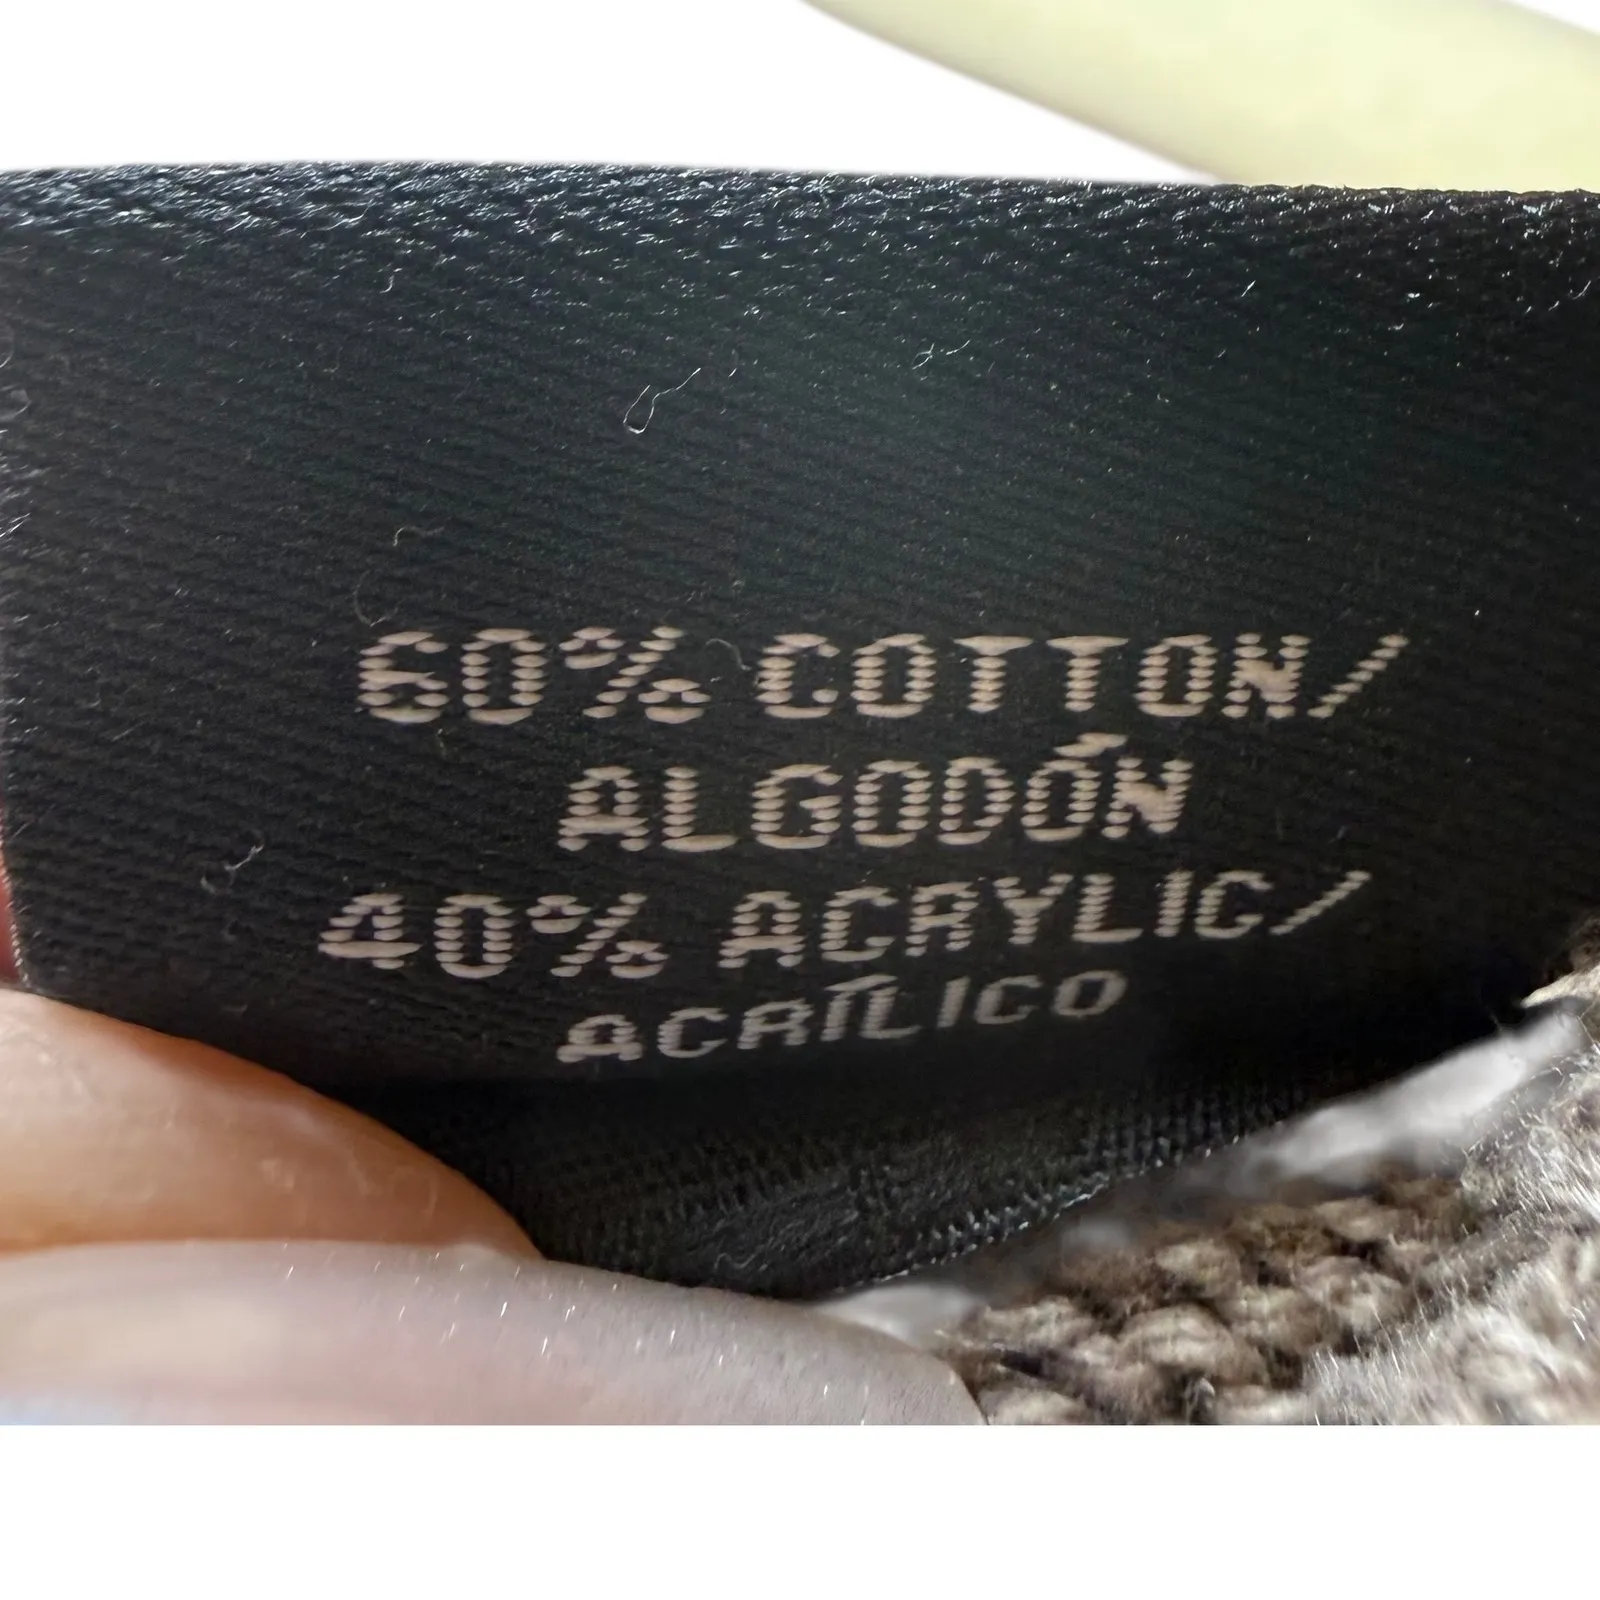 60% COTTON/
ALGODÓN
40% ACRYLIC/
ACRÍLICO